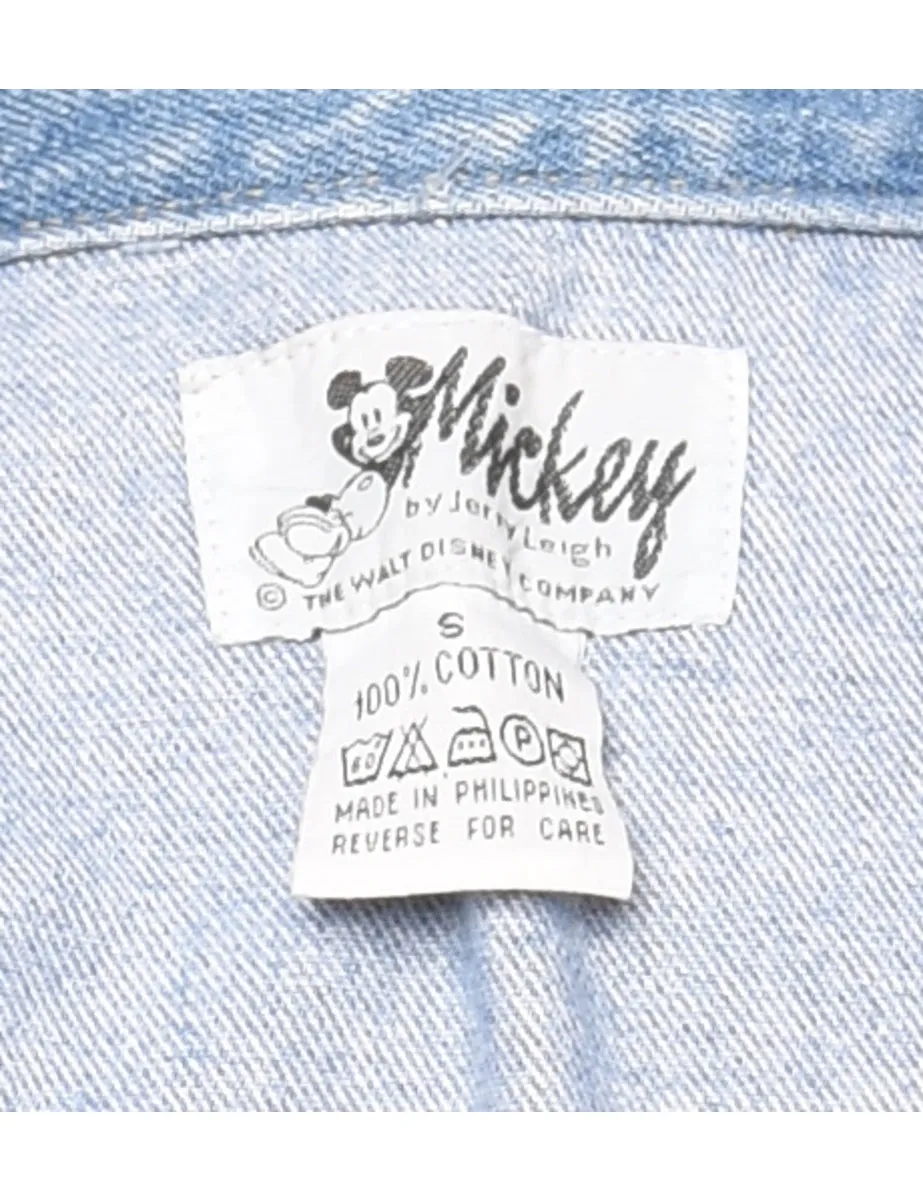 Mickey
by Jerry Leigh
© THE WALT DISNEY COMPANY
S
100% COTTON
60 P
MADE IN PHILIPPINES
REVERSE FOR CARE